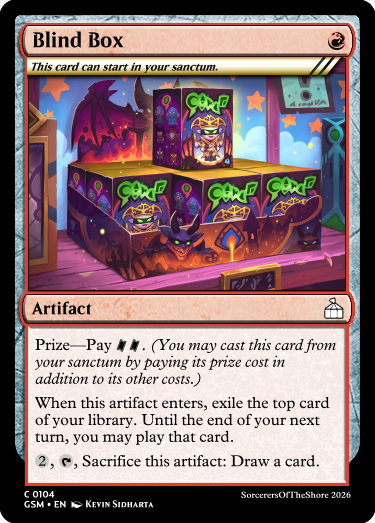 Blind Box
This card can start in your sanctum.
Artifact
Prize—Pay . (You may cast this card from
your sanctum by paying its prize cost in
addition to its other costs.)
When this artifact enters, exile the top card
of your library. Until the end of your next
turn, you may play that card.
2, , Sacrifice this artifact: Draw a card.
C 0104
GSM • EN Kevin Sidharta
SorcerersOfTheShore 2026